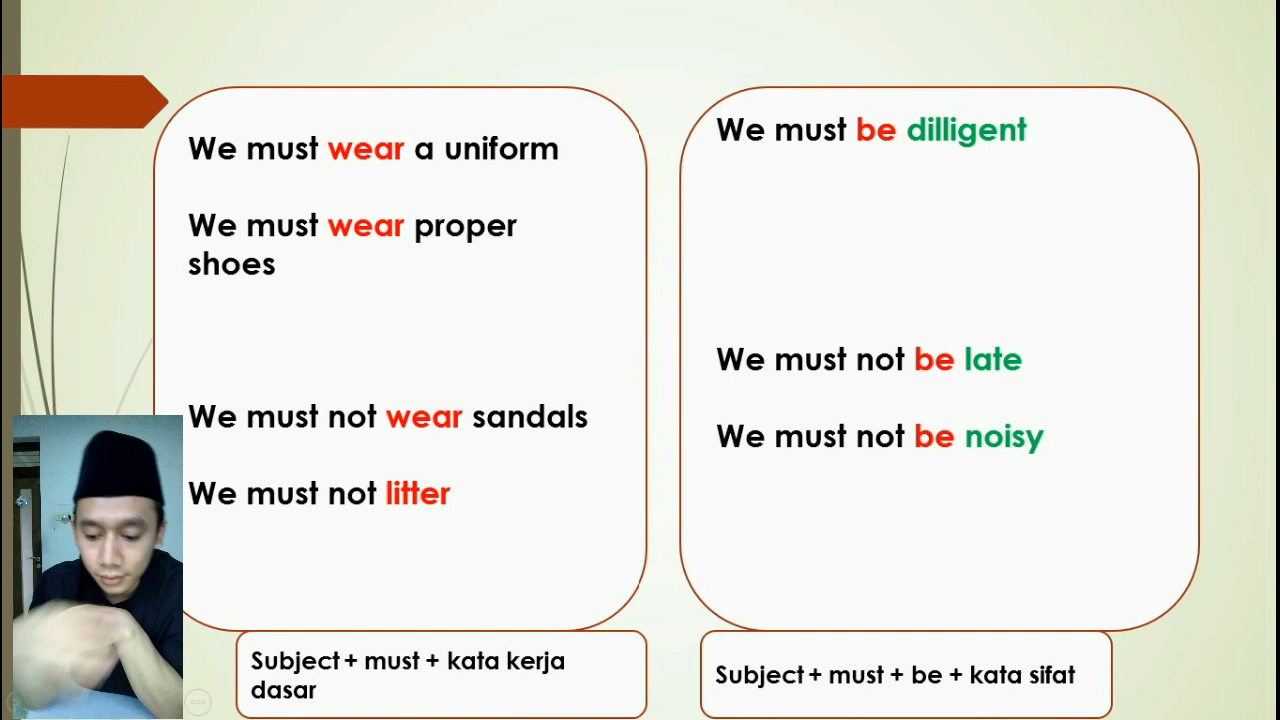 We must wear a uniform
We must wear proper
shoes
We must not wear sandals
We must not litter
Subject + must + kata kerja
dasar
We must be dilligent
We must not be late
We must not be noisy
Subject + must + be + kata sifat